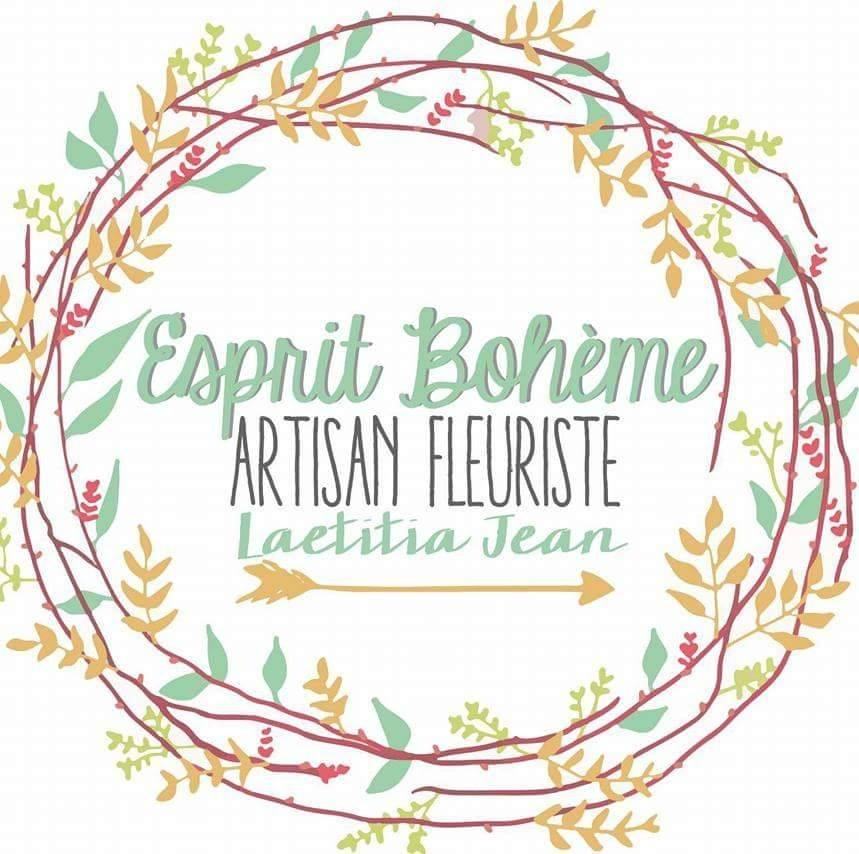 Esprit Bohème
ARTISAN FLEURISTE
Laetitia Jean